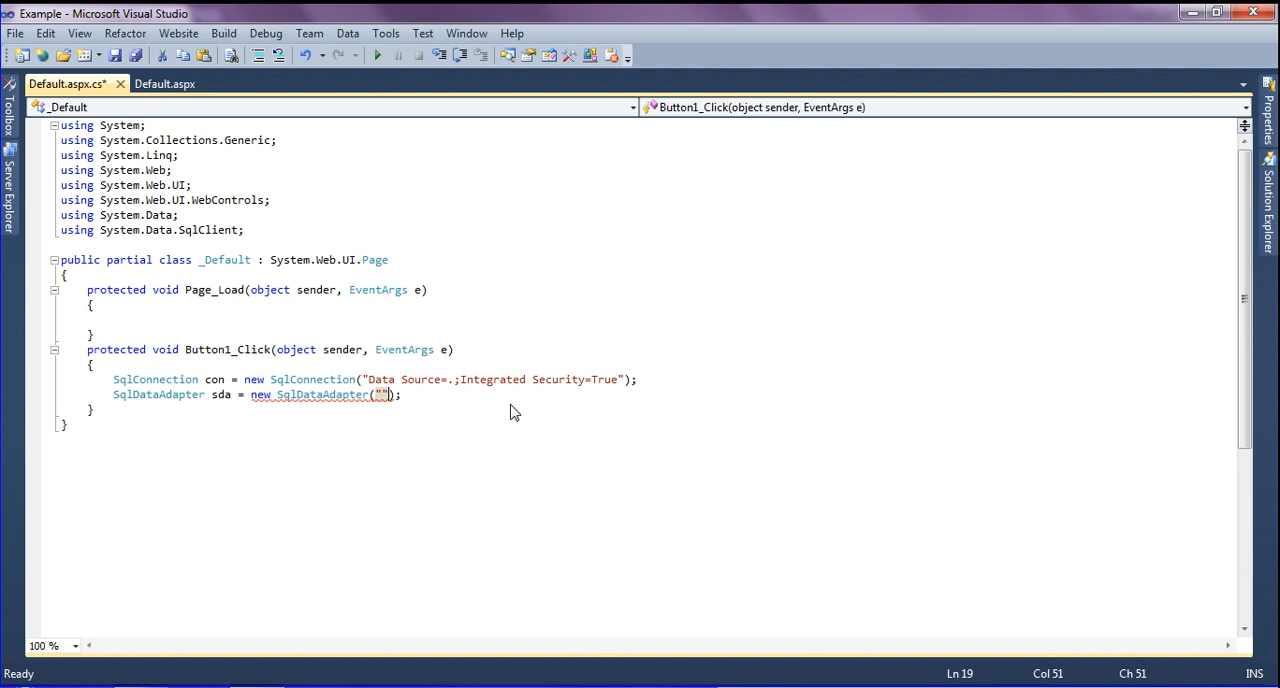 Example - Microsoft Visual Studio
File Edit View Refactor Website Build Debug Team Data Tools Test Window Help
Default.aspx.cs* Default.aspx
_Default Button1_Click(object sender, EventArgs e)
Toolbox
Server Explorer
Properties
Solution Explorer
using System;
using System.Collections.Generic;
using System.Linq;
using System.Web;
using System.Web.UI;
using System.Web.UI.WebControls;
using System.Data;
using System.Data.SqlClient;
public partial class _Default : System.Web.UI.Page
{
protected void Page_Load(object sender, EventArgs e)
{
}
protected void Button1_Click(object sender, EventArgs e)
{
SqlConnection con = new SqlConnection("Data Source=.;Integrated Security=True");
SqlDataAdapter sda = new SqlDataAdapter("");
}
}
100 %
Ready Ln 19 Col 51 Ch 51 INS